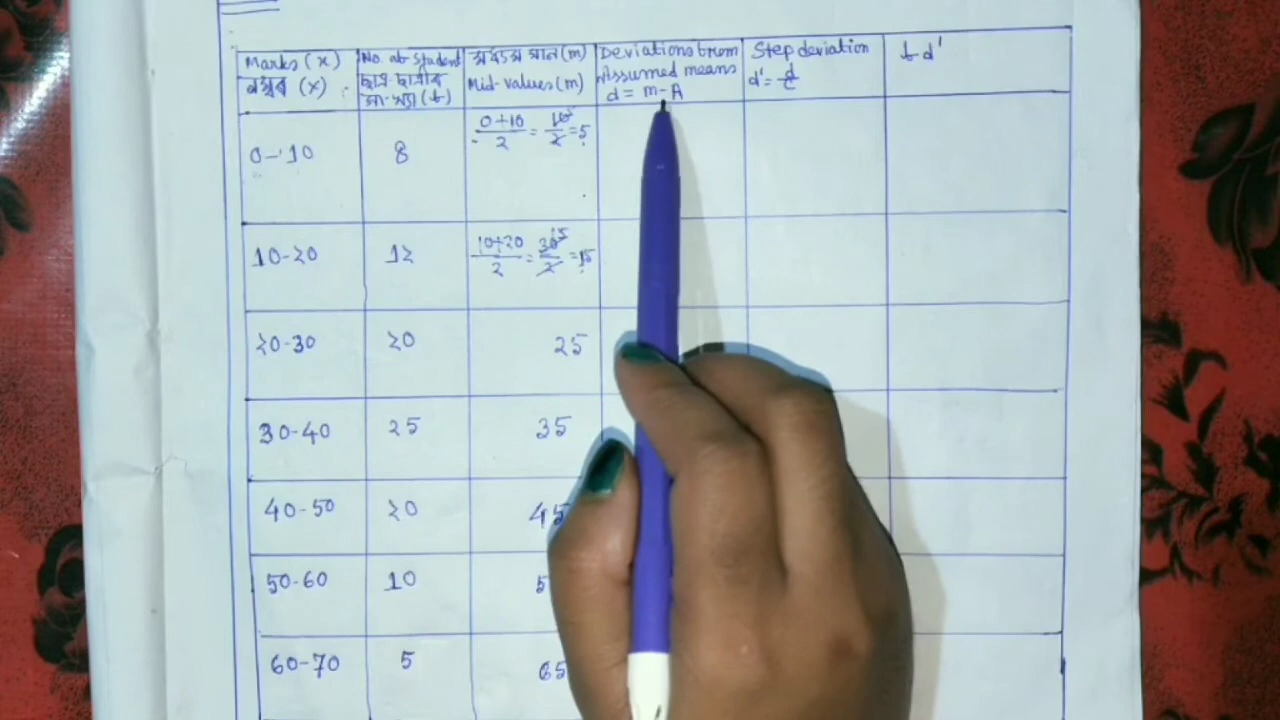 Marks (x) No. of Student মধ্যম মান (m) Deviations from Step deviation f d'
নম্বৰ (x) ছাত্ৰ-ছাত্ৰীৰ Mid-values (m) Assumed means d' = d/c
সংখ্যা (f) d = m - A
0-10 8 0+10/2 = 10/2 = 5
10-20 12 10+20/2 = 30/2 = 15
20-30 20 25
30-40 25 35
40-50 20 45
50-60 10
60-70 5 65